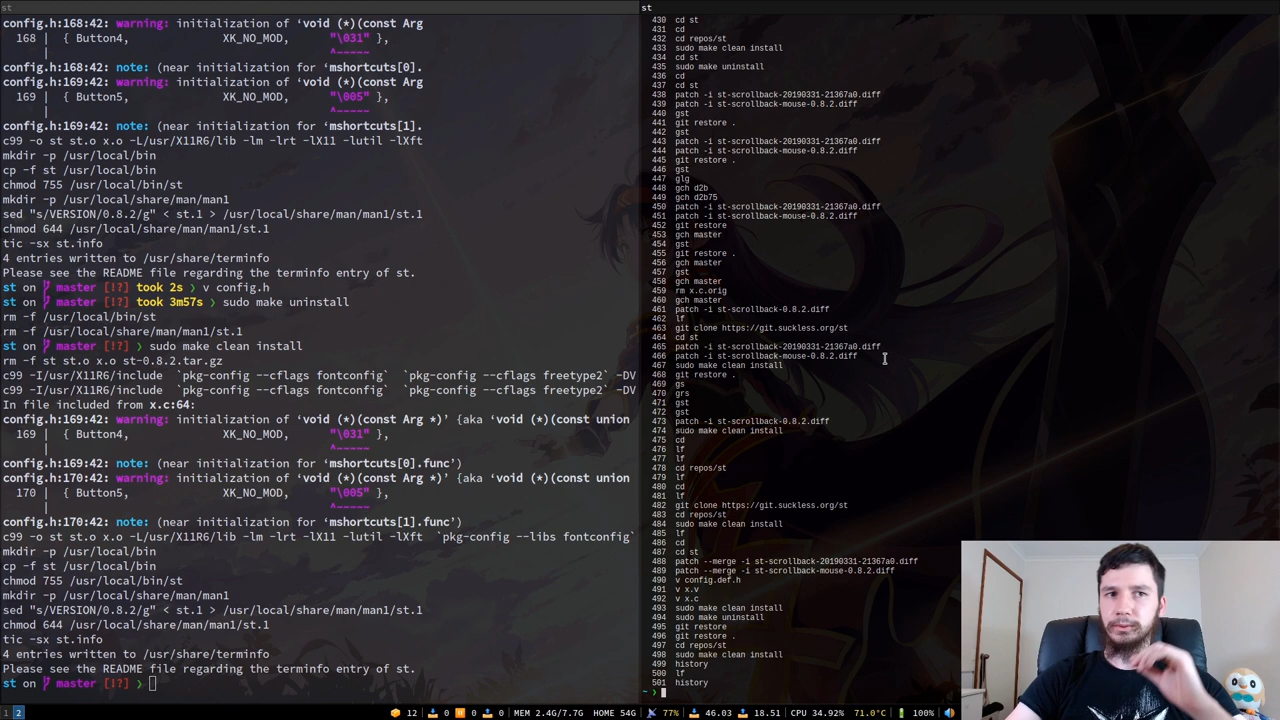 st
config.h:168:42: warning: initialization of ‘void (*)(const Arg
168 | { Button4, XK_NO_MOD, "\031" },
| ^~~~~~
config.h:168:42: note: (near initialization for ‘mshortcuts[0].
config.h:169:42: warning: initialization of ‘void (*)(const Arg
169 | { Button5, XK_NO_MOD, "\005" },
| ^~~~~~
config.h:169:42: note: (near initialization for ‘mshortcuts[1].
c99 -o st st.o x.o -L/usr/X11R6/lib -lm -lrt -lX11 -lutil -lXft
mkdir -p /usr/local/bin
cp -f st /usr/local/bin
chmod 755 /usr/local/bin/st
mkdir -p /usr/local/share/man/man1
sed "s/VERSION/0.8.2/g" < st.1 > /usr/local/share/man/man1/st.1
chmod 644 /usr/local/share/man/man1/st.1
tic -sx st.info
4 entries written to /usr/share/terminfo
Please see the README file regarding the terminfo entry of st.
st on master [!?] took 2s ❯ v config.h
st on master [!?] took 3m57s ❯ sudo make uninstall
rm -f /usr/local/bin/st
rm -f /usr/local/share/man/man1/st.1
st on master [!?] ❯ sudo make clean install
rm -f st st.o x.o st-0.8.2.tar.gz
c99 -I/usr/X11R6/include `pkg-config --cflags fontconfig` `pkg-config --cflags freetype2` -DV
c99 -I/usr/X11R6/include `pkg-config --cflags fontconfig` `pkg-config --cflags freetype2` -DV
In file included from x.c:64:
config.h:169:42: warning: initialization of ‘void (*)(const Arg *)’ {aka ‘void (*)(const union
169 | { Button4, XK_NO_MOD, "\031" },
| ^~~~~~
config.h:169:42: note: (near initialization for ‘mshortcuts[0].func’)
config.h:170:42: warning: initialization of ‘void (*)(const Arg *)’ {aka ‘void (*)(const union
170 | { Button5, XK_NO_MOD, "\005" },
| ^~~~~~
config.h:170:42: note: (near initialization for ‘mshortcuts[1].func’)
c99 -o st st.o x.o -L/usr/X11R6/lib -lm -lrt -lX11 -lutil -lXft `pkg-config --libs fontconfig`
mkdir -p /usr/local/bin
cp -f st /usr/local/bin
chmod 755 /usr/local/bin/st
mkdir -p /usr/local/share/man/man1
sed "s/VERSION/0.8.2/g" < st.1 > /usr/local/share/man/man1/st.1
chmod 644 /usr/local/share/man/man1/st.1
tic -sx st.info
4 entries written to /usr/share/terminfo
Please see the README file regarding the terminfo entry of st.
st on master [!?] ❯
st
430 cd st
431 cd
432 cd repos/st
433 sudo make clean install
434 cd st
435 sudo make uninstall
436 cd
437 cd st
438 patch -i st-scrollback-20190331-21367a0.diff
439 patch -i st-scrollback-mouse-0.8.2.diff
440 gst
441 git restore .
442 gst
443 patch -i st-scrollback-20190331-21367a0.diff
444 patch -i st-scrollback-mouse-0.8.2.diff
445 git restore .
446 gst
447 glg
448 gch d2b
449 gch d2b75
450 patch -i st-scrollback-20190331-21367a0.diff
451 patch -i st-scrollback-mouse-0.8.2.diff
452 git restore
453 gch master
454 gst
455 git restore .
456 gch master
457 gst
458 gch master
459 rm x.c.orig
460 gch master
461 patch -i st-scrollback-0.8.2.diff
462 lf
463 git clone https://git.suckless.org/st
464 cd st
465 patch -i st-scrollback-20190331-21367a0.diff
466 patch -i st-scrollback-mouse-0.8.2.diff
467 sudo make clean install
468 git restore .
469 gs
470 grs
471 gst
472 gst
473 patch -i st-scrollback-0.8.2.diff
474 sudo make clean install
475 cd
476 lf
477 lf
478 cd repos/st
479 lf
480 cd
481 lf
482 git clone https://git.suckless.org/st
483 cd repos/st
484 sudo make clean install
485 lf
486 cd
487 cd st
488 patch --merge -i st-scrollback-20190331-21367a0.diff
489 patch --merge -i st-scrollback-mouse-0.8.2.diff
490 v config.def.h
491 v x.v
492 v x.c
493 sudo make clean install
494 sudo make uninstall
495 git restore
496 git restore .
497 cd repos/st
498 sudo make clean install
499 history
500 lf
501 history
~ ❯
1 2 12 0 0 0 MEM 2.4G/7.7G HOME 54G 77% 46.03 18.51 CPU 34.92% 71.0°C 100%